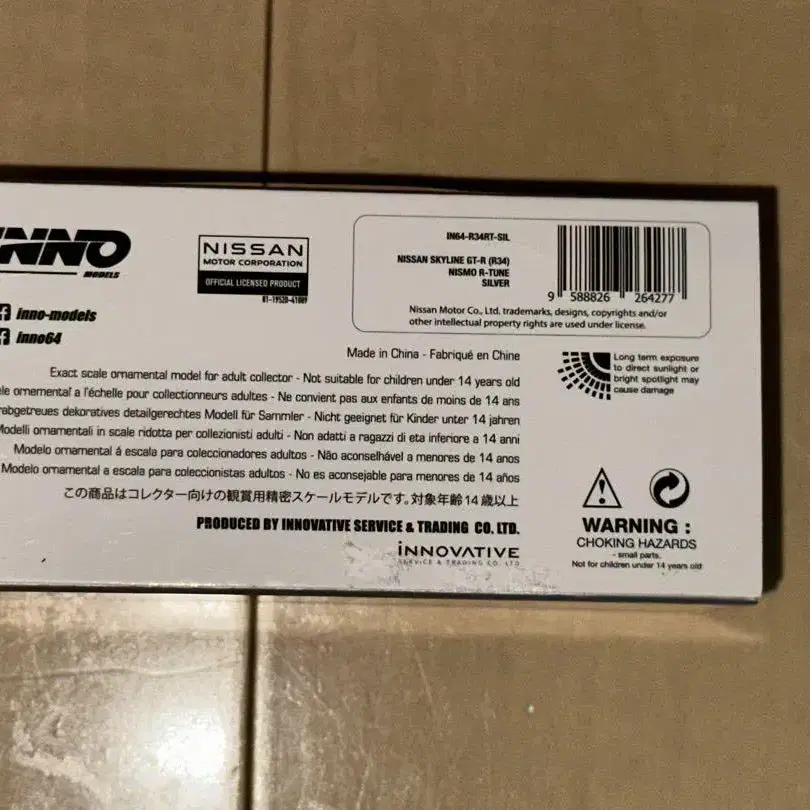 INNO
MODELS
inno-models
inno64
NISSAN
MOTOR CORPORATION
OFFICIAL LICENSED PRODUCT
IN64-R34RT-SIL
NISSAN SKYLINE GT-R (R34)
NISMO R-TUNE
SILVER
9 588826 264277
Nissan Motor Co., Ltd. trademarks, designs, copyrights and/or
other intellectual property rights are used under license.
Made in China - Fabriqué en Chine
Exact scale ornamental model for adult collector - Not suitable for children under 14 years old
ornemental a l'échelle pour collectionneurs adultes - Ne convient pas aux enfants de moins de 14 ans
dekoratives detailgerechtes Modell für Sammler - Nicht geeignet für Kinder unter 14 jahren
Modelli ornamentali in scale ridotta per collezionisti adulti - Non adatti a ragazzi di eta inferiore a 14 anni
Modelo ornamental á escala para coleccionadores adultos - Não aconselhável a menores de 14 anos
Modelo ornamental a escala para coleccionistas adultos - No es aconsejable para menores de 14 años
この商品はコレクター向けの観賞用精密スケールモデルです。対象年齢14歳以上
PRODUCED BY INNOVATIVE SERVICE & TRADING CO. LTD.
INNOVATIVE
SERVICE & TRADING CO. LTD
Long term exposure
to direct sunlight or
bright spotlight may
cause damage
WARNING :
CHOKING HAZARDS
- small parts.
Not for children under 14 years old